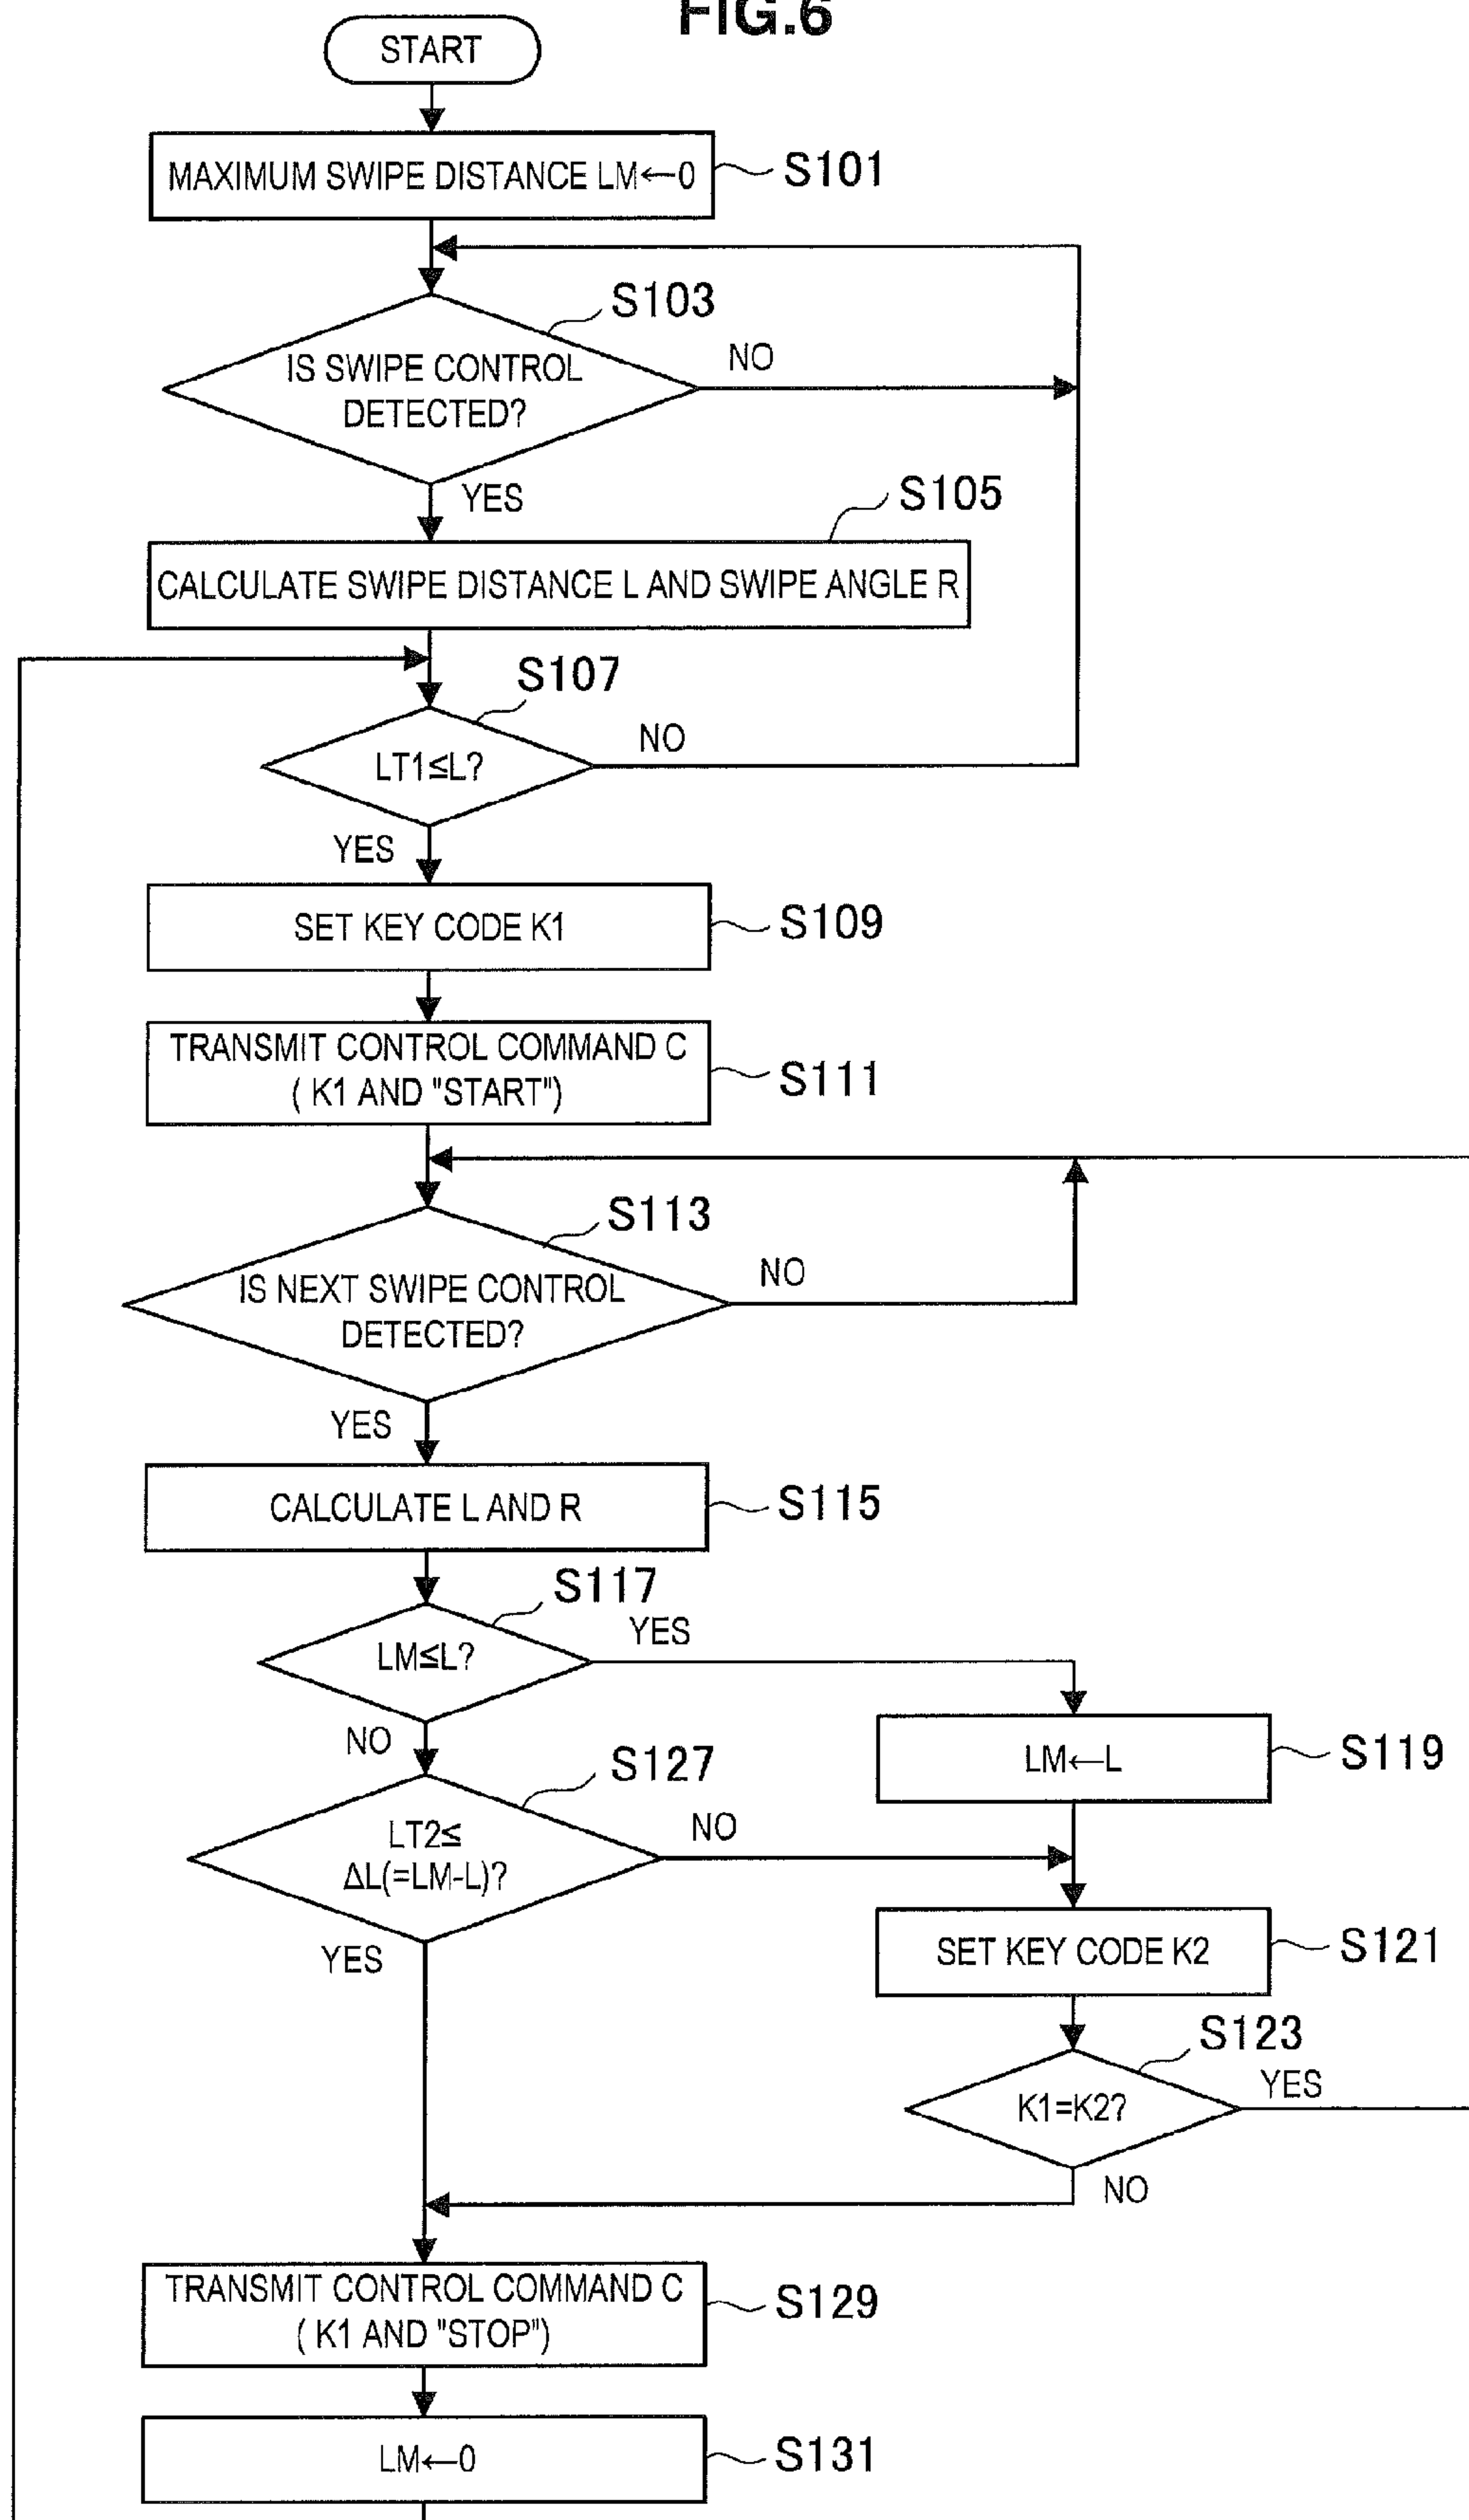 FIG.6
START
MAXIMUM SWIPE DISTANCE LM←0
S101
S103
IS SWIPE CONTROL
DETECTED?
NO
YES
S105
CALCULATE SWIPE DISTANCE L AND SWIPE ANGLE R
S107
LT1≦L?
NO
YES
SET KEY CODE K1
S109
TRANSMIT CONTROL COMMAND C
( K1 AND "START")
S111
S113
IS NEXT SWIPE CONTROL
DETECTED?
NO
YES
CALCULATE L AND R
S115
S117
LM≦L?
YES
NO
LM←L
S119
S127
LT2≦
ΔL(=LM-L)?
NO
YES
SET KEY CODE K2
S121
S123
K1=K2?
YES
NO
TRANSMIT CONTROL COMMAND C
( K1 AND "STOP")
S129
LM←0
S131